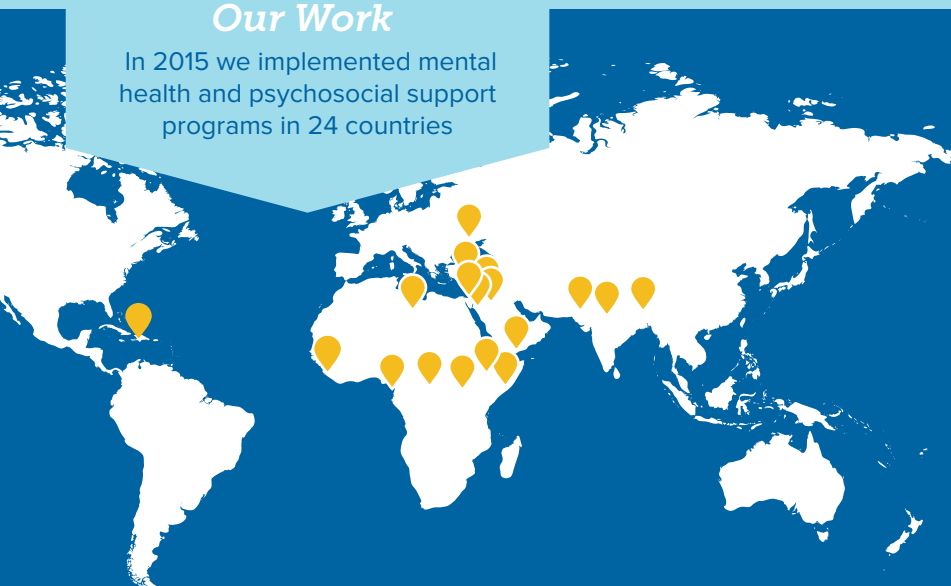 Our Work
In 2015 we implemented mental
health and psychosocial support
programs in 24 countries